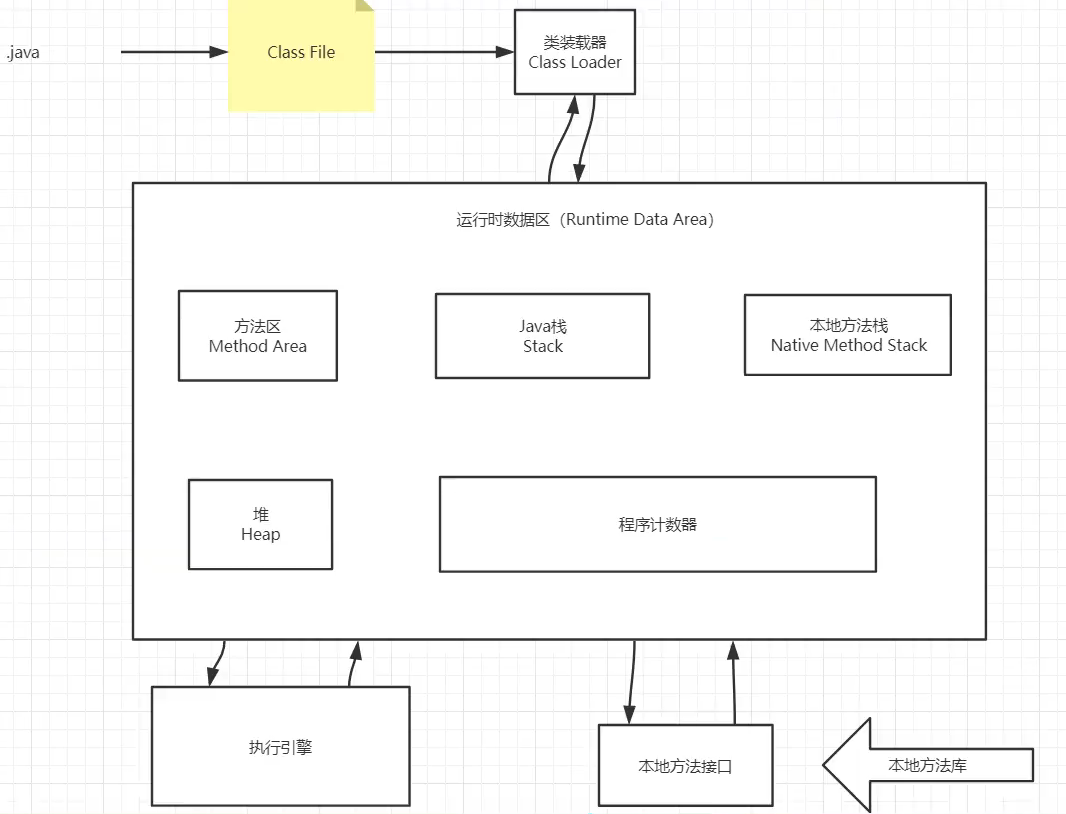 .java
Class File
类装载器
Class Loader
运行时数据区（Runtime Data Area）
方法区
Method Area
Java栈
Stack
本地方法栈
Native Method Stack
堆
Heap
程序计数器
执行引擎
本地方法接口
本地方法库